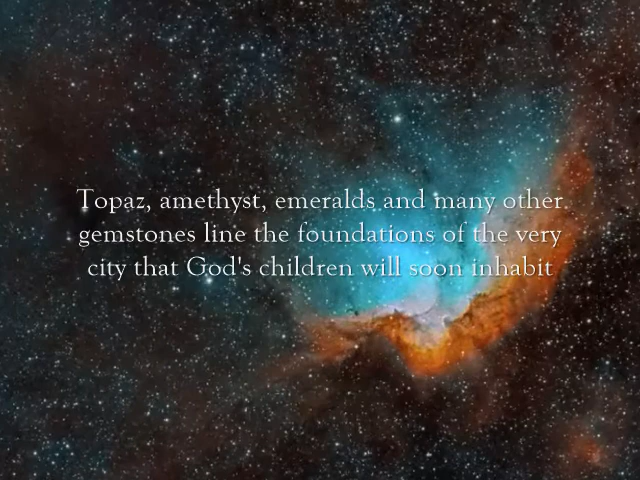 Topaz, amethyst, emeralds and many other
gemstones line the foundations of the very
city that God's children will soon inhabit